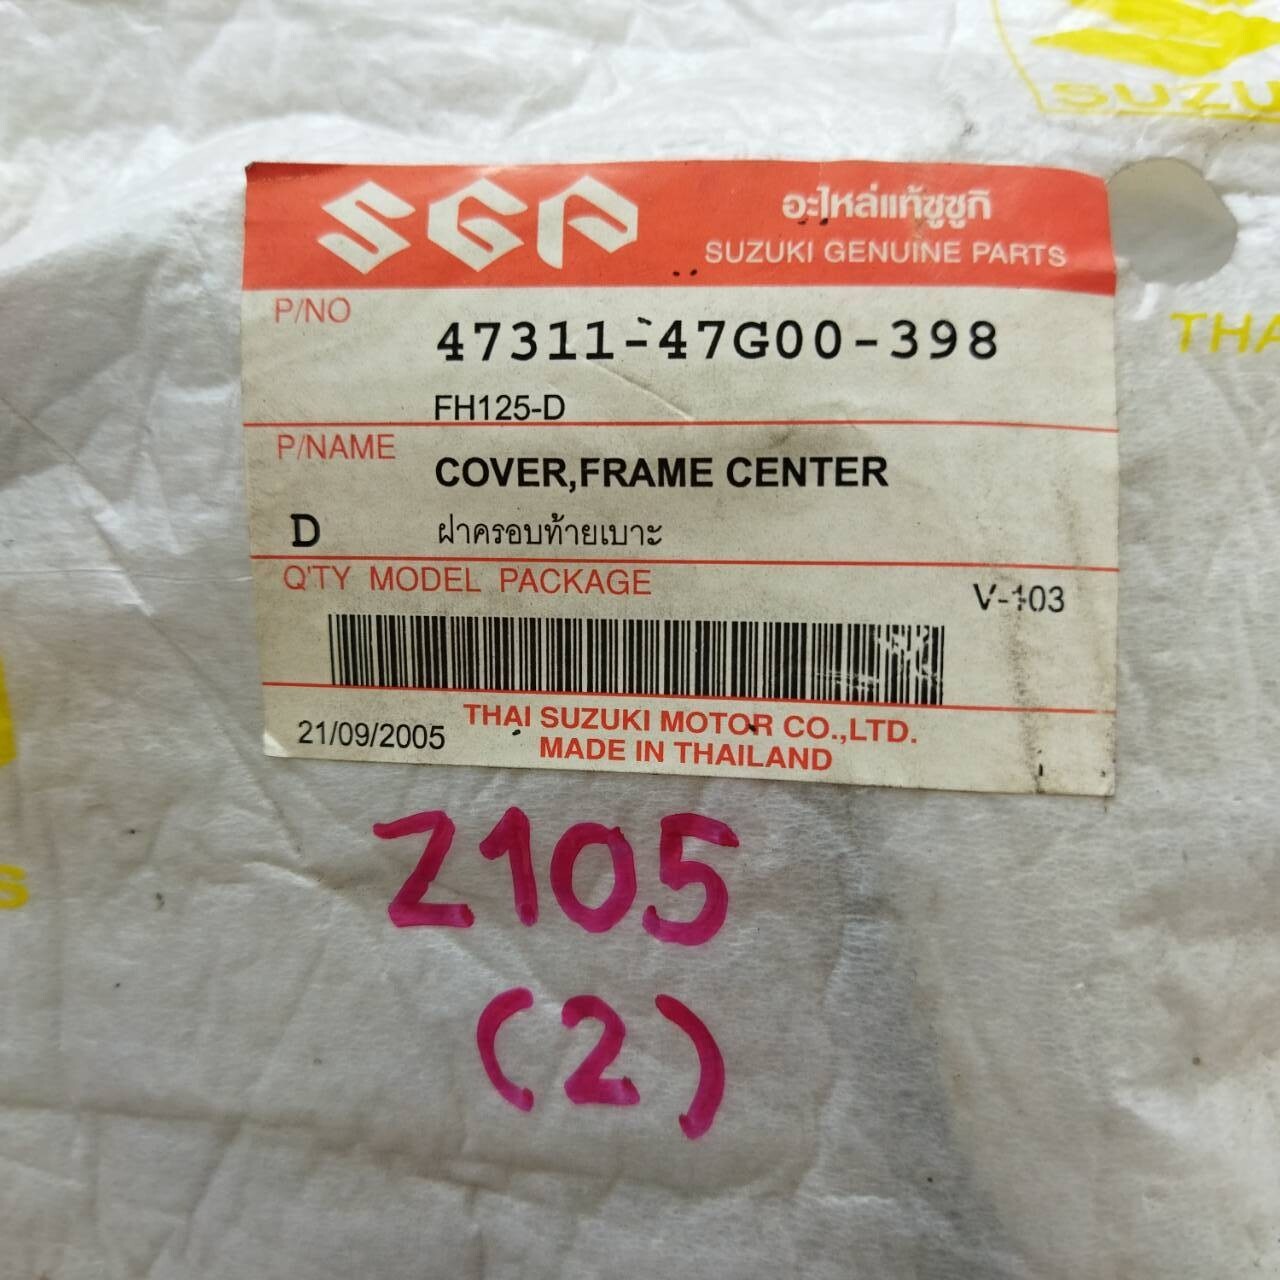 SUZU
SGP
อะไหล่แท้ซูซูกิ
SUZUKI GENUINE PARTS
P/NO
47311-47G00-398
THA
FH125-D
P/NAME
COVER,FRAME CENTER
D
ฝาครอบท้ายเบาะ
Q'TY MODEL PACKAGE
V-103
21/09/2005
THAI SUZUKI MOTOR CO.,LTD.
MADE IN THAILAND
Z105
(2)
S